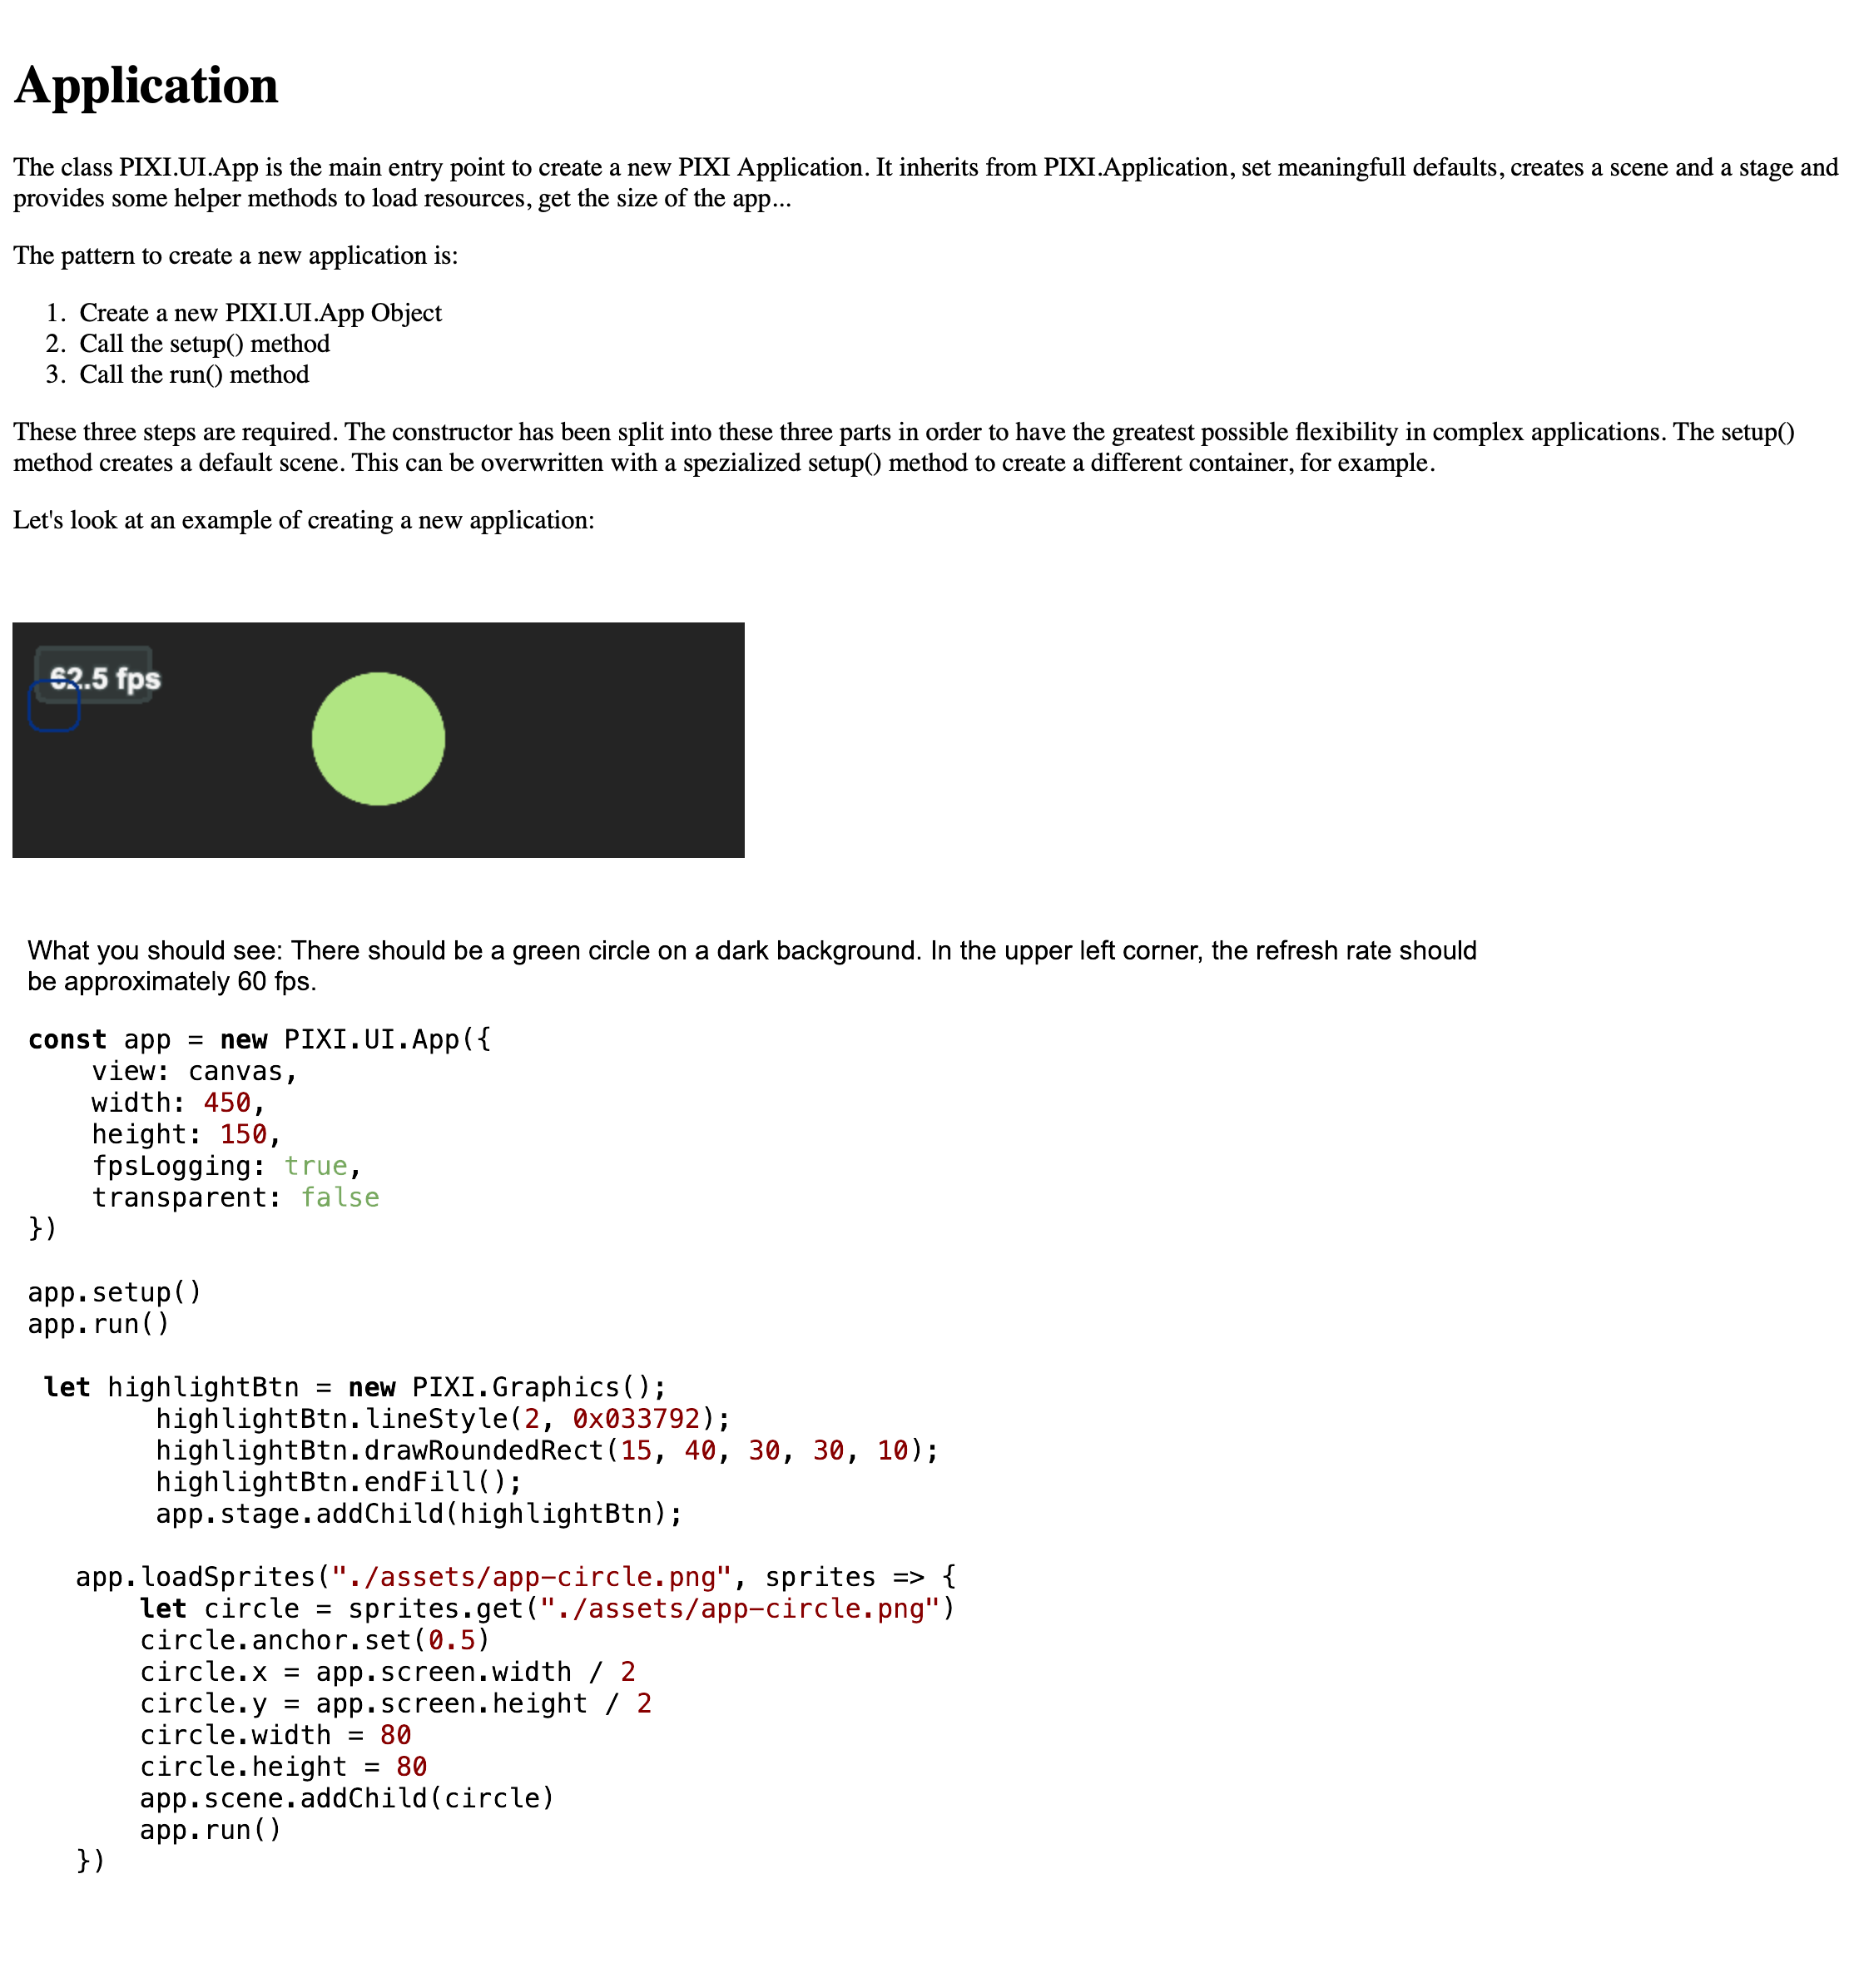 Application
The class PIXI.UI.App is the main entry point to create a new PIXI Application. It inherits from PIXI.Application, set meaningfull defaults, creates a scene and a stage and
provides some helper methods to load resources, get the size of the app...
The pattern to create a new application is:
1. Create a new PIXI.UI.App Object
2. Call the setup() method
3. Call the run() method
These three steps are required. The constructor has been split into these three parts in order to have the greatest possible flexibility in complex applications. The setup()
method creates a default scene. This can be overwritten with a spezialized setup() method to create a different container, for example.
Let's look at an example of creating a new application:
62.5 fps
What you should see: There should be a green circle on a dark background. In the upper left corner, the refresh rate should
be approximately 60 fps.
const app = new PIXI.UI.App({
    view: canvas,
    width: 450,
    height: 150,
    fpsLogging: true,
    transparent: false
})
app.setup()
app.run()
 let highlightBtn = new PIXI.Graphics();
        highlightBtn.lineStyle(2, 0x033792);
        highlightBtn.drawRoundedRect(15, 40, 30, 30, 10);
        highlightBtn.endFill();
        app.stage.addChild(highlightBtn);
   app.loadSprites("./assets/app-circle.png", sprites => {
       let circle = sprites.get("./assets/app-circle.png")
       circle.anchor.set(0.5)
       circle.x = app.screen.width / 2
       circle.y = app.screen.height / 2
       circle.width = 80
       circle.height = 80
       app.scene.addChild(circle)
       app.run()
   })